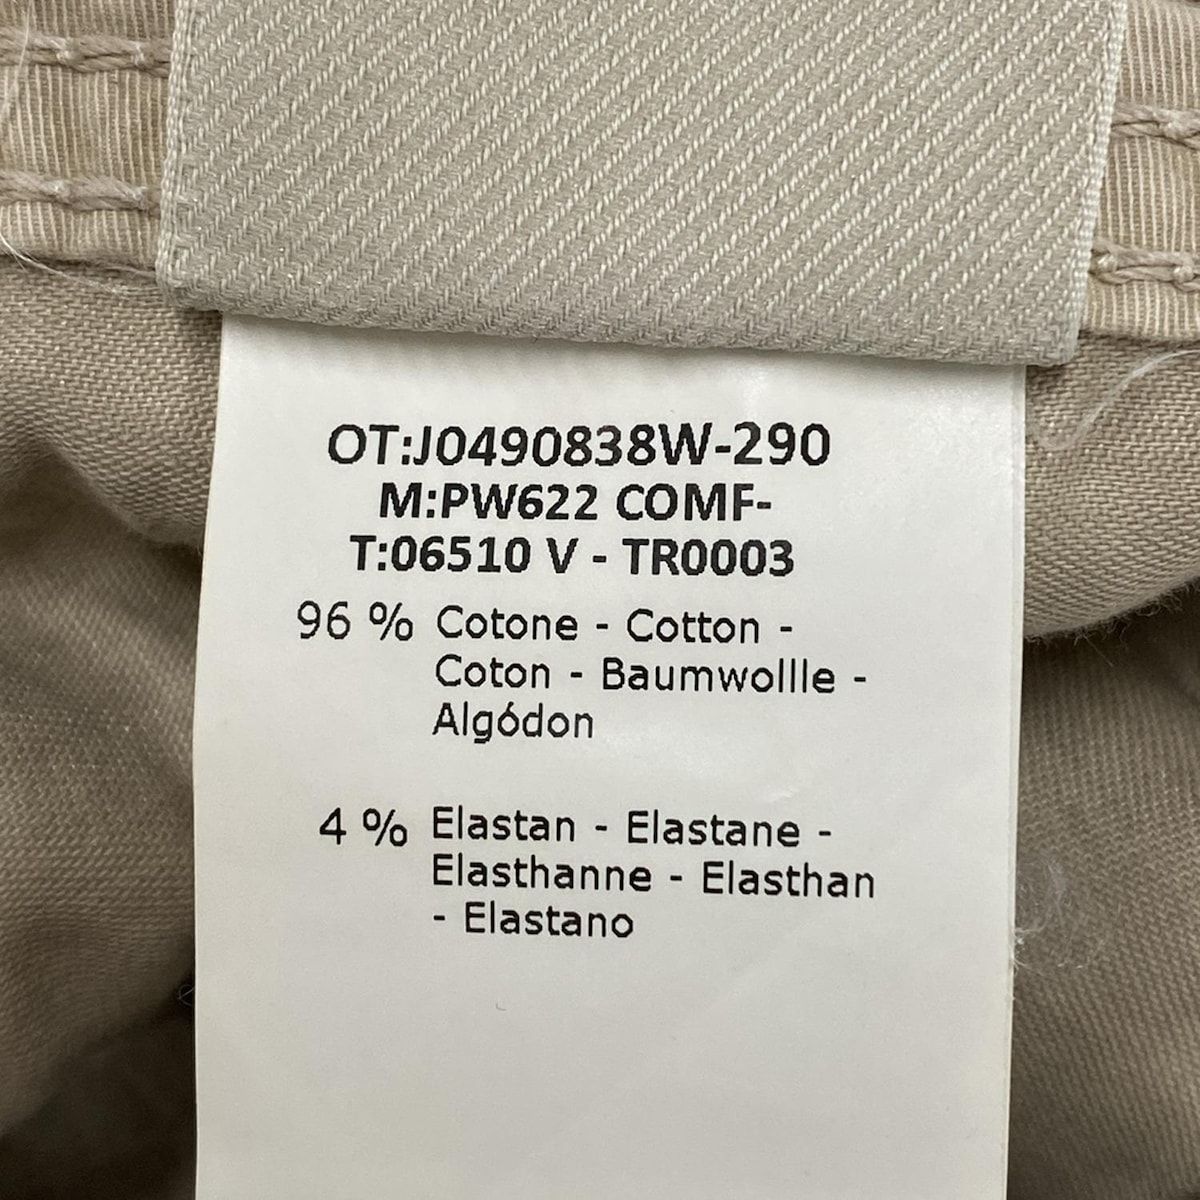 OT:J0490838W-290
M:PW622 COMF-
T:06510 V - TR0003
96 % Cotone - Cotton -
Coton - Baumwollle -
Algódon
4 % Elastan - Elastane -
Elasthanne - Elasthan
- Elastano